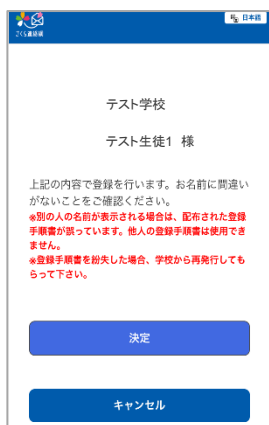 さくら連絡網
日本語
テスト学校
テスト生徒1 様
上記の内容で登録を行います。お名前に間違い
がないことをご確認ください。
※別の人の名前が表示される場合は、配布された登録
手順書が誤っています。他人の登録手順書は使用でき
ません。
※登録手順書を紛失した場合、学校から再発行しても
らって下さい。
決定
キャンセル